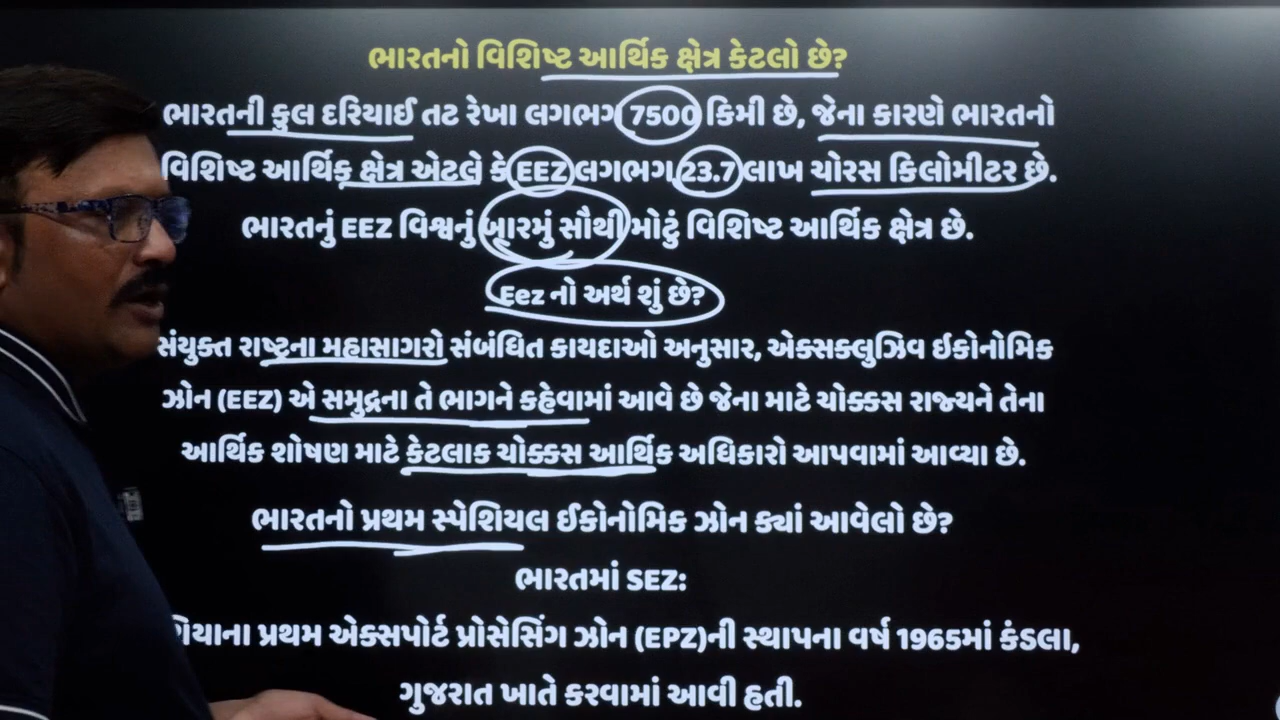 ભારતનો વિશિષ્ટ આર્થિક ક્ષેત્ર કેટલો છે?
ભારતની કુલ દરિયાઈ તટ રેખા લગભગ 7500 કિમી છે, જેના કારણે ભારતનો
વિશિષ્ટ આર્થિક ક્ષેત્ર એટલે કે EEZ લગભગ 23.7 લાખ ચોરસ કિલોમીટર છે.
ભારતનું EEZ વિશ્વનું બારમું સૌથી મોટું વિશિષ્ટ આર્થિક ક્ષેત્ર છે.
Eez નો અર્થ શું છે?
સંયુક્ત રાષ્ટ્રના મહાસાગરો સંબંધિત કાયદાઓ અનુસાર, એક્સક્લુઝિવ ઇકોનોમિક
ઝોન (EEZ) એ સમુદ્રના તે ભાગને કહેવામાં આવે છે જેના માટે ચોક્કસ રાજ્યને તેના
આર્થિક શોષણ માટે કેટલાક ચોક્કસ આર્થિક અધિકારો આપવામાં આવ્યા છે.
ભારતનો પ્રથમ સ્પેશિયલ ઈકોનોમિક ઝોન ક્યાં આવેલો છે?
ભારતમાં SEZ:
પ્રથમ એક્સપોર્ટ પ્રોસેસિંગ ઝોન (EPZ)ની સ્થાપના વર્ષ 1965માં કંડલા,
ગુજરાત ખાતે કરવામાં આવી હતી.